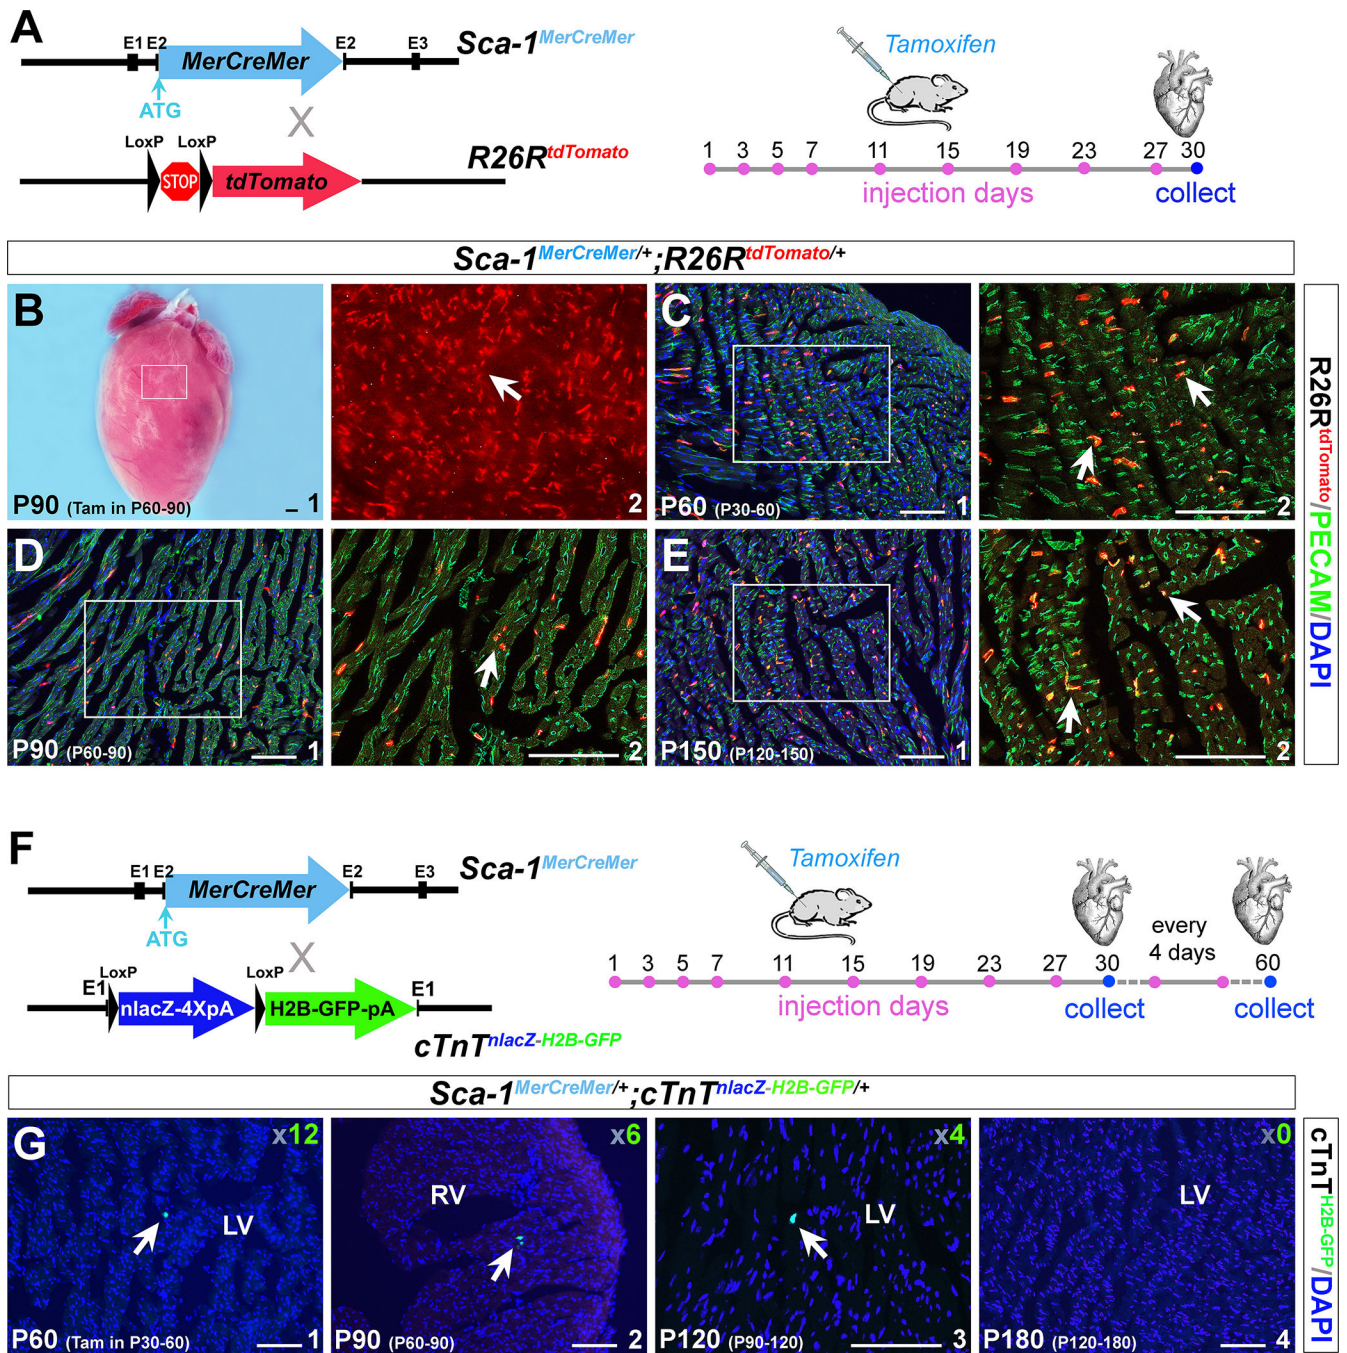 A
E1 E2 E2 E3 Sca-1MerCreMer
MerCreMer
ATG
X
LoxP LoxP R26RtdTomato
STOP tdTomato
Tamoxifen
1 3 5 7 11 15 19 23 27 30
injection days collect
Sca-1MerCreMer/+;R26RtdTomato/+
B
P90 (Tam in P60-90) 1
2
C
P60 (P30-60) 1
2
D
P90 (P60-90) 1
2
E
P150 (P120-150) 1
2
R26RtdTomato/PECAM/DAPI
F
E1 E2 E2 E3 Sca-1MerCreMer
MerCreMer
ATG
X
LoxP LoxP
E1 nlacZ-4XpA H2B-GFP-pA E1
cTnTnlacZ-H2B-GFP
Tamoxifen
every
4 days
1 3 5 7 11 15 19 23 27 30 60
injection days collect collect
Sca-1MerCreMer/+;cTnTnlacZ-H2B-GFP/+
G
x12
LV
P60 (Tam in P30-60) 1
x6
RV
P90 (P60-90) 2
x4
LV
P120 (P90-120) 3
x0
LV
P180 (P120-180) 4
cTnTH2B-GFP/DAPI